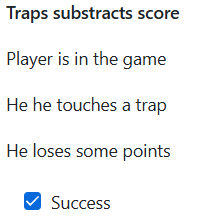 Traps substracts score
Player is in the game
He he touches a trap
He loses some points
Success